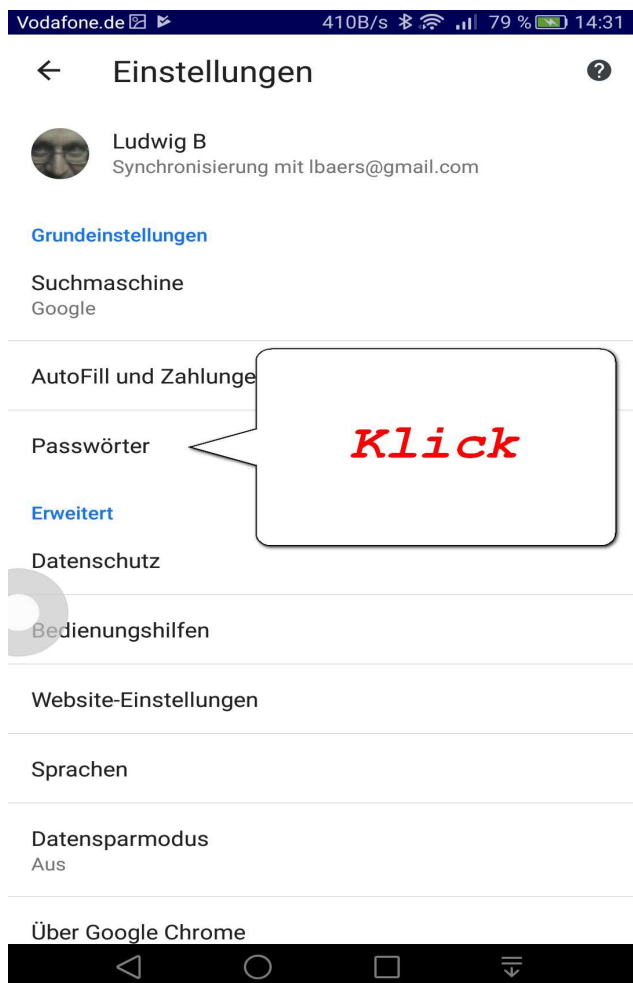 Vodafone.de 410B/s 79 % 14:31
Einstellungen
Ludwig B
Synchronisierung mit lbaers@gmail.com
Grundeinstellungen
Suchmaschine
Google
AutoFill und Zahlunge
Passwörter
Klick
Erweitert
Datenschutz
Bedienungshilfen
Website-Einstellungen
Sprachen
Datensparmodus
Aus
Über Google Chrome